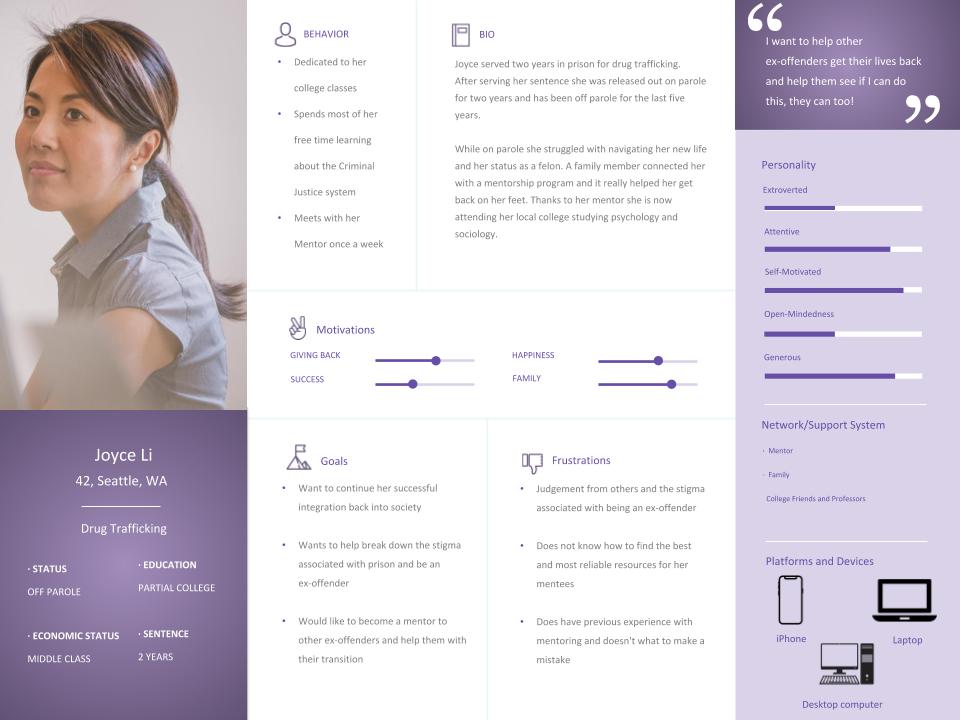 Joyce Li
42, Seattle, WA
Drug Trafficking
· STATUS
OFF PAROLE
· EDUCATION
PARTIAL COLLEGE
· ECONOMIC STATUS
MIDDLE CLASS
· SENTENCE
2 YEARS
BEHAVIOR
• Dedicated to her
college classes
• Spends most of her
free time learning
about the Criminal
Justice system
• Meets with her
Mentor once a week
BIO
Joyce served two years in prison for drug trafficking.
After serving her sentence she was released out on parole
for two years and has been off parole for the last five
years.
While on parole she struggled with navigating her new life
and her status as a felon. A family member connected her
with a mentorship program and it really helped her get
back on her feet. Thanks to her mentor she is now
attending her local college studying psychology and
sociology.
Motivations
GIVING BACK
SUCCESS
HAPPINESS
FAMILY
Goals
• Want to continue her successful
integration back into society
• Wants to help break down the stigma
associated with prison and be an
ex-offender
• Would like to become a mentor to
other ex-offenders and help them with
their transition
Frustrations
• Judgement from others and the stigma
associated with being an ex-offender
• Does not know how to find the best
and most reliable resources for her
mentees
• Does have previous experience with
mentoring and doesn't what to make a
mistake
“
I want to help other
ex-offenders get their lives back
and help them see if I can do
this, they can too!
”
Personality
Extroverted
Attentive
Self-Motivated
Open-Mindedness
Generous
Network/Support System
· Mentor
· Family
College Friends and Professors
Platforms and Devices
iPhone
Laptop
Desktop computer